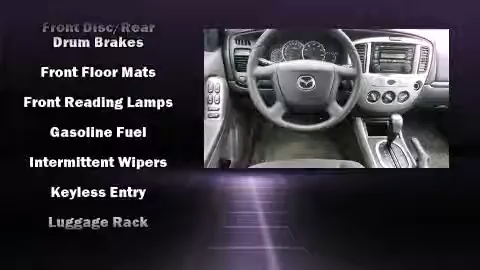 Front Disc/Rear
Drum Brakes
Front Floor Mats
Front Reading Lamps
Gasoline Fuel
Intermittent Wipers
Keyless Entry
Luggage Rack